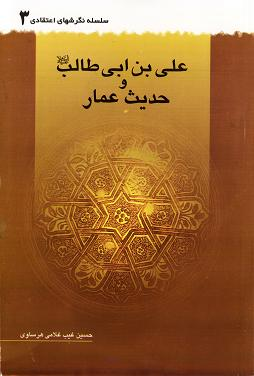 سلسله نگرشهای اعتقادی ۳
علی بن ابی طالب
و
حدیث عمار
حسین غیب غلامی هرساوی